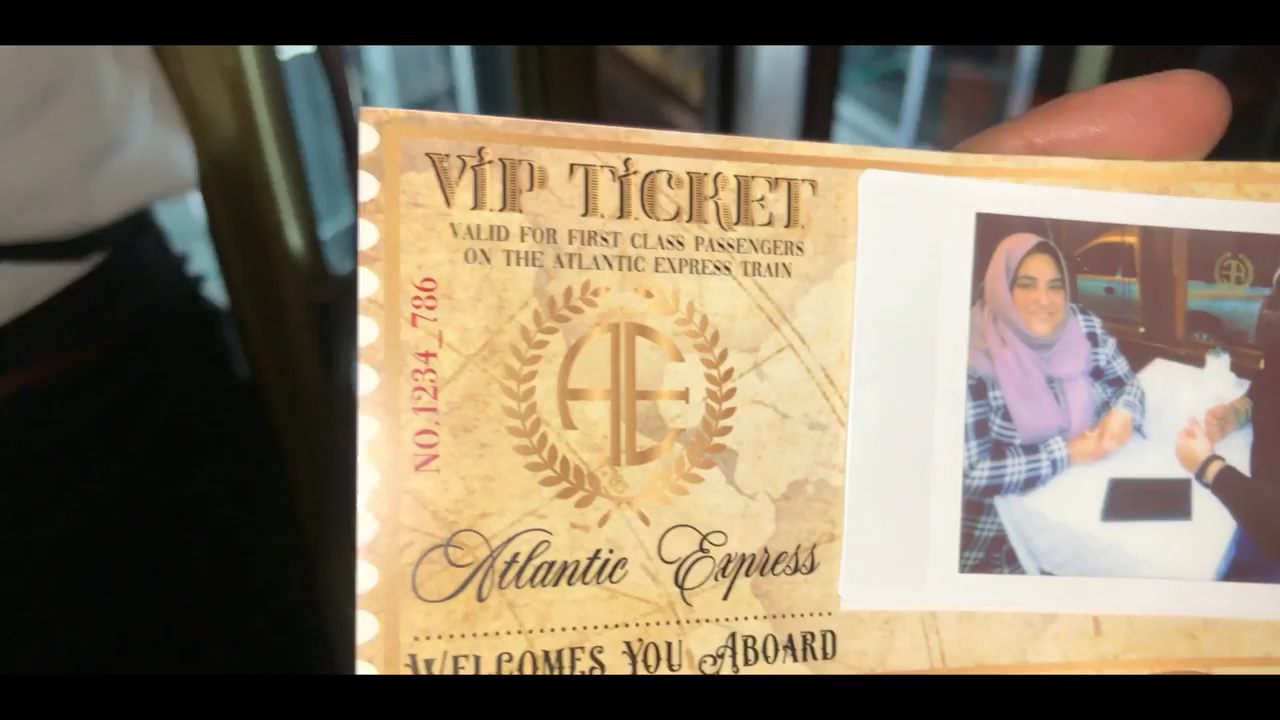 VIP TICKET
VALID FOR FIRST CLASS PASSENGERS
ON THE ATLANTIC EXPRESS TRAIN
NO.1234_786
AE
Atlantic Express
WELCOMES YOU ABOARD
AE